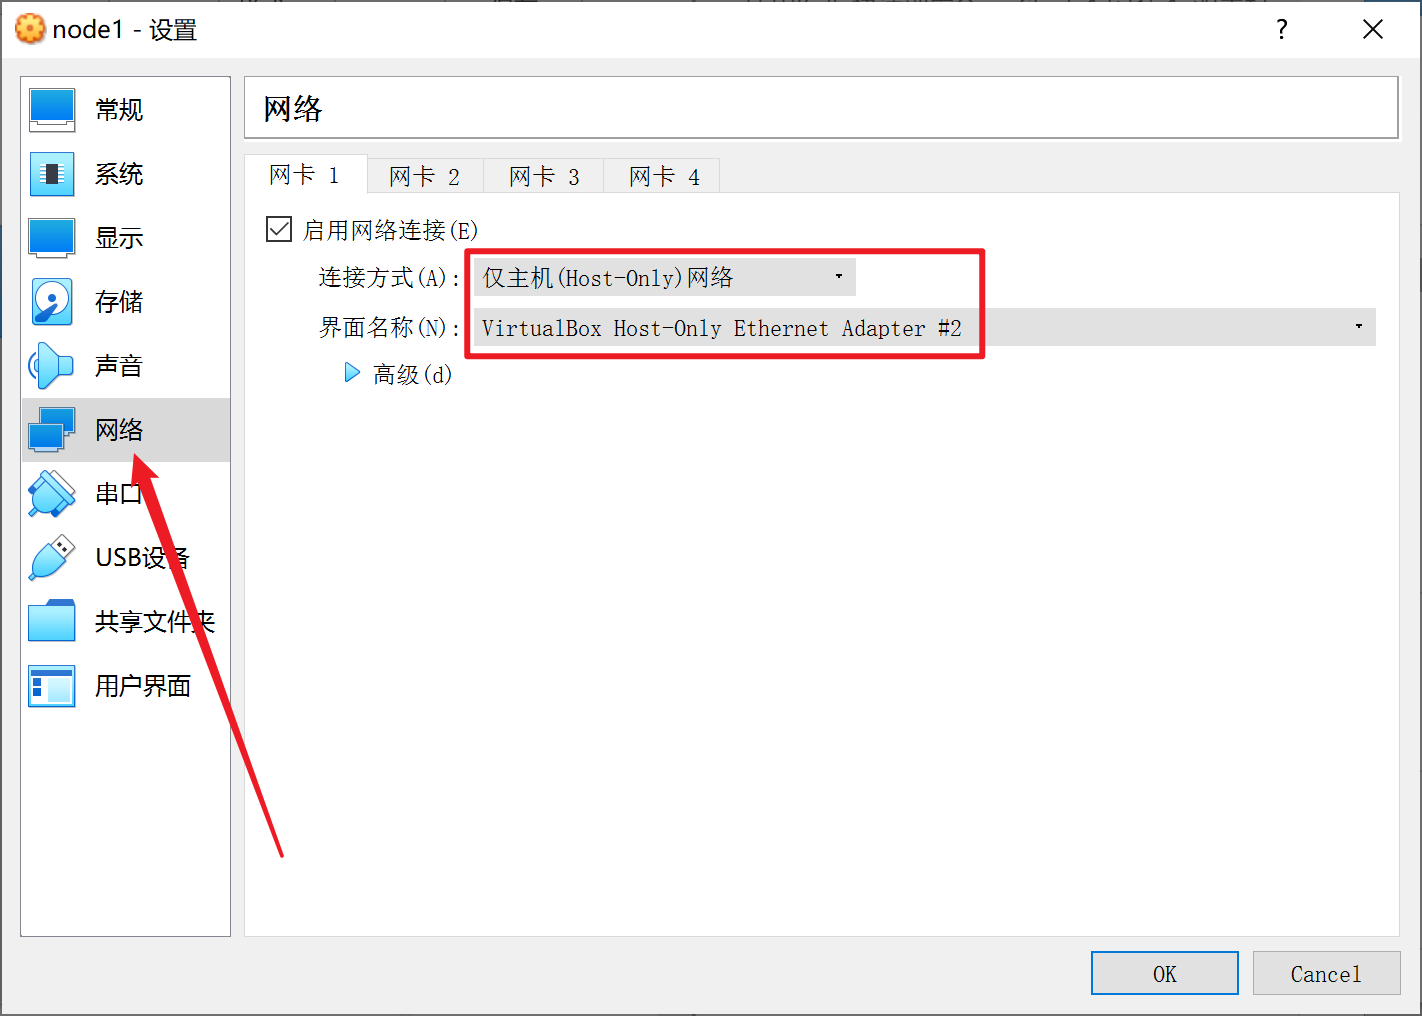 node1 - 设置
?
常规
系统
显示
存储
声音
网络
串口
USB设备
共享文件夹
用户界面
网络
网卡 1
网卡 2
网卡 3
网卡 4
启用网络连接(E)
连接方式(A): 仅主机(Host-Only)网络
界面名称(N): VirtualBox Host-Only Ethernet Adapter #2
高级(d)
OK
Cancel